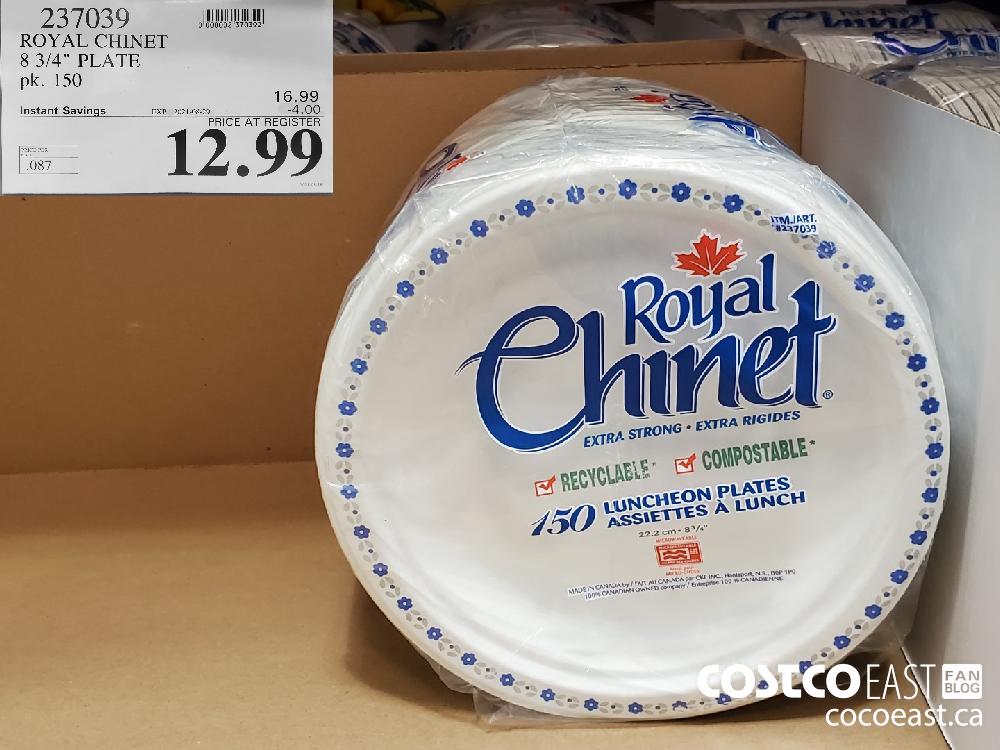 237039
ROYAL CHINET
8 3/4" PLATE
pk. 150
16.99
Instant Savings
-4.00
PRICE AT REGISTER
12.99
.087
ITM./ART.
#237039
Royal
Chinet®
EXTRA STRONG • EXTRA RIGIDES
RECYCLABLE* COMPOSTABLE*
150 LUNCHEON PLATES
ASSIETTES À LUNCH
22.2 cm - 8 3/4"
Chinet
COSTCO EAST FAN BLOG
cocoeast.ca